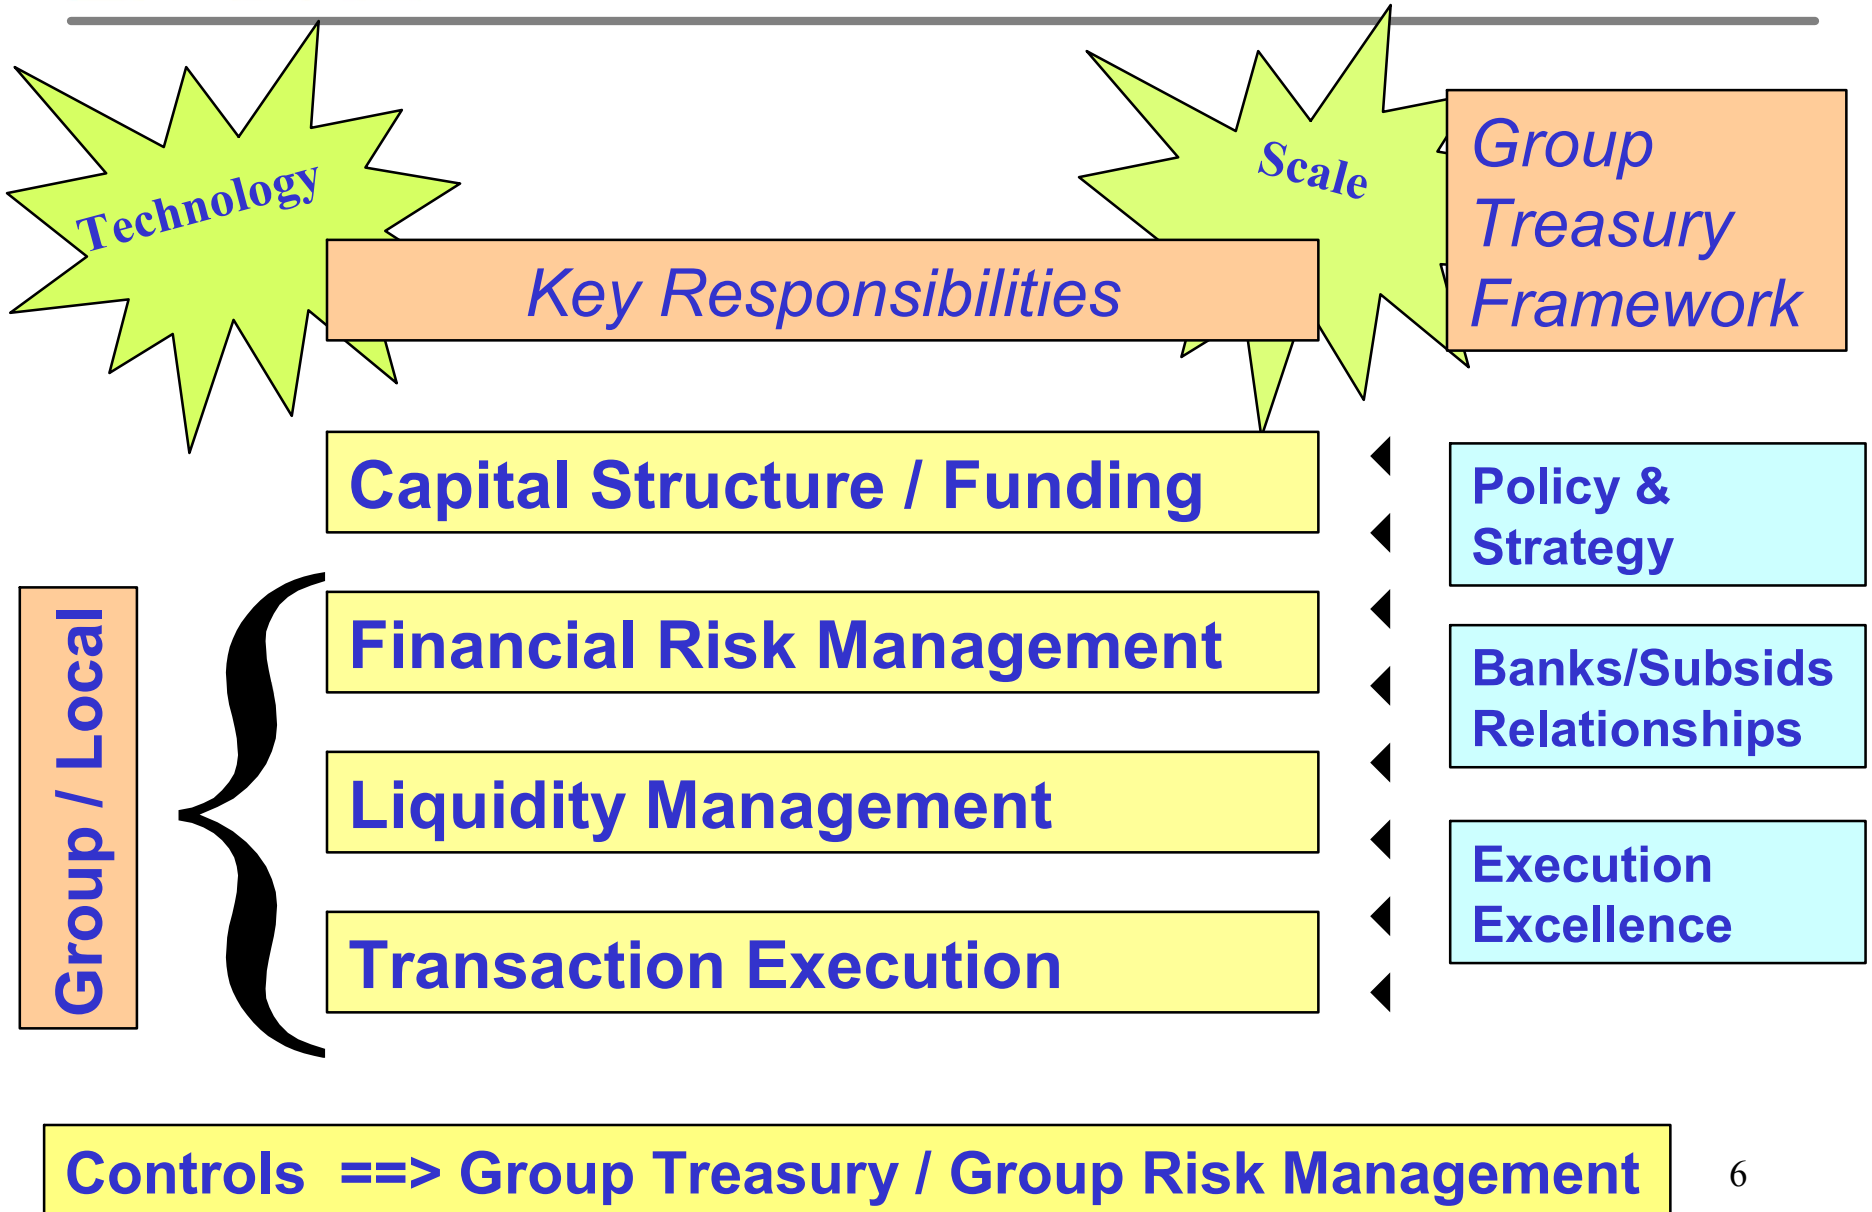 Technology
Scale
Group
Treasury
Framework
Key Responsibilities
Capital Structure / Funding
Policy &
Strategy
Group / Local
Financial Risk Management
Banks/Subsids
Relationships
Liquidity Management
Execution
Excellence
Transaction Execution
Controls ==> Group Treasury / Group Risk Management
6